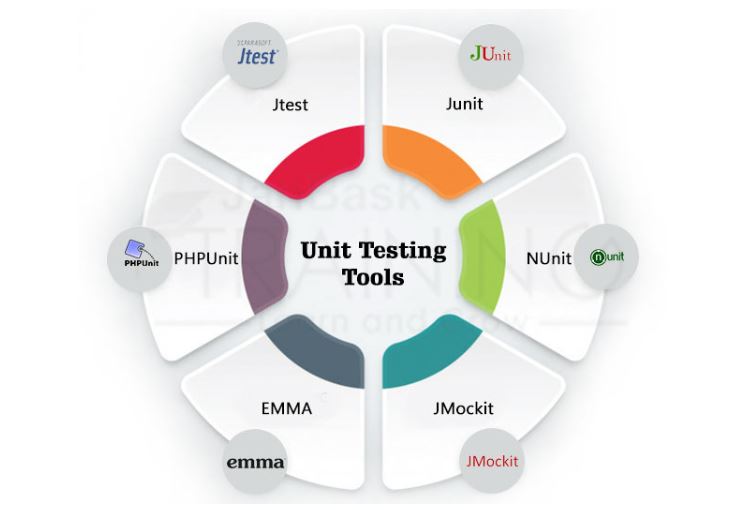 PARASOFT
Jtest
Jtest
JUnit
Junit
PHPUnit
PHPUnit
Unit Testing
Tools
NUnit
nunit
EMMA
emma
JMockit
JMockit
JanBask
TRAINING
Learn and Grow